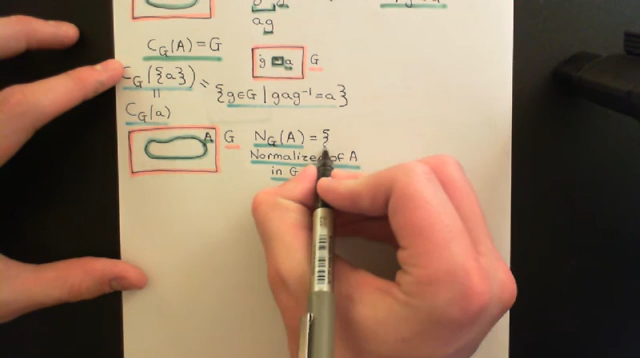 ag
C_G(A) = G
g a G
C_G({a}) = {g∈G | gag⁻¹ = a}
"
C_G(a)
A G N_G(A) = {
Normalizer of A
in G